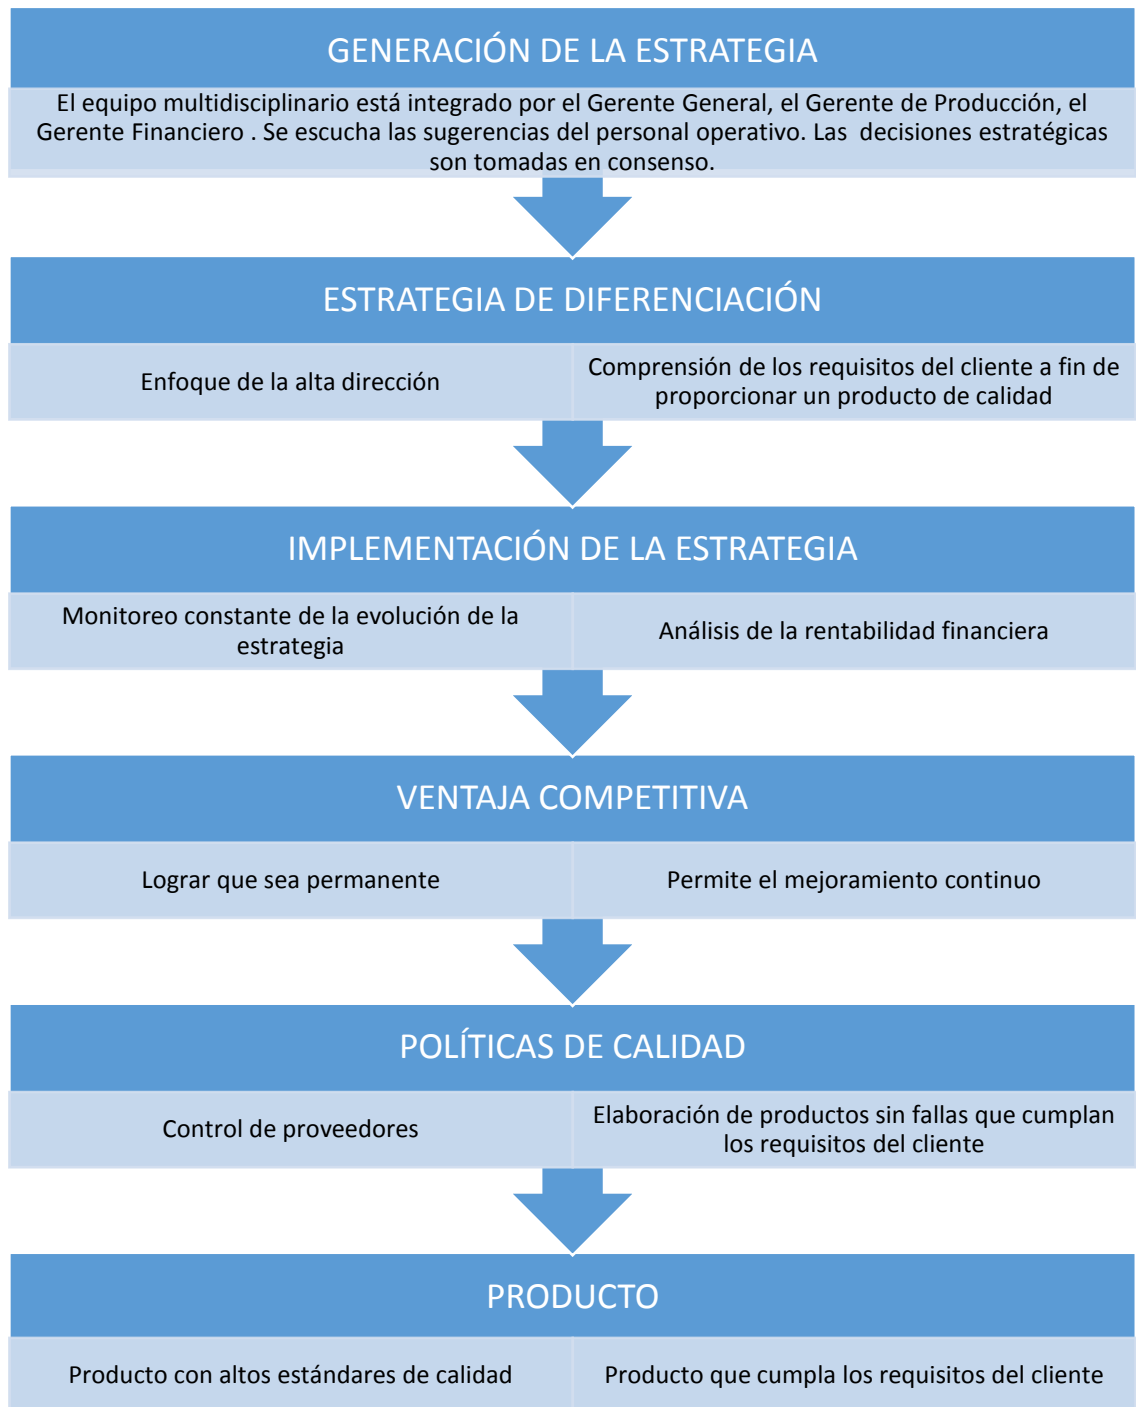 GENERACIÓN DE LA ESTRATEGIA
El equipo multidisciplinario está integrado por el Gerente General, el Gerente de Producción, el
Gerente Financiero . Se escucha las sugerencias del personal operativo. Las  decisiones estratégicas
son tomadas en consenso.
ESTRATEGIA DE DIFERENCIACIÓN
Enfoque de la alta dirección
Comprensión de los requisitos del cliente a fin de
proporcionar un producto de calidad
IMPLEMENTACIÓN DE LA ESTRATEGIA
Monitoreo constante de la evolución de la
estrategia
Análisis de la rentabilidad financiera
VENTAJA COMPETITIVA
Lograr que sea permanente
Permite el mejoramiento continuo
POLÍTICAS DE CALIDAD
Control de proveedores
Elaboración de productos sin fallas que cumplan
los requisitos del cliente
PRODUCTO
Producto con altos estándares de calidad
Producto que cumpla los requisitos del cliente